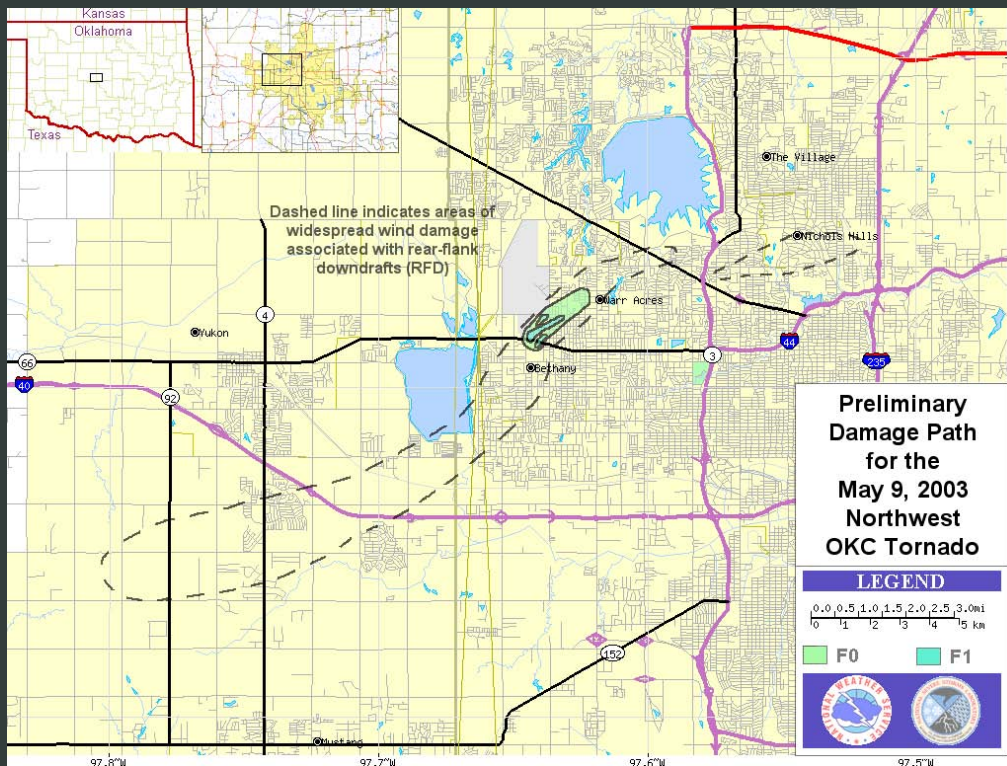 Kansas
Oklahoma
Texas
The Village
Dashed line indicates areas of
widespread wind damage
associated with rear-flank
downdrafts (RFD)
Nichols Hills
Warr Acres
4
Yukon
44
3
66
235
Bethany
40
92
Preliminary
Damage Path
for the
May 9, 2003
Northwest
OKC Tornado
LEGEND
0.0 0.5 1.0 1.5 2.0 2.5 3.0mi
0 1 2 3 4 5 km
152
F0 F1
NATIONAL WEATHER SERVICE
Mustang
97.8°W 97.7°W 97.6°W 97.5°W